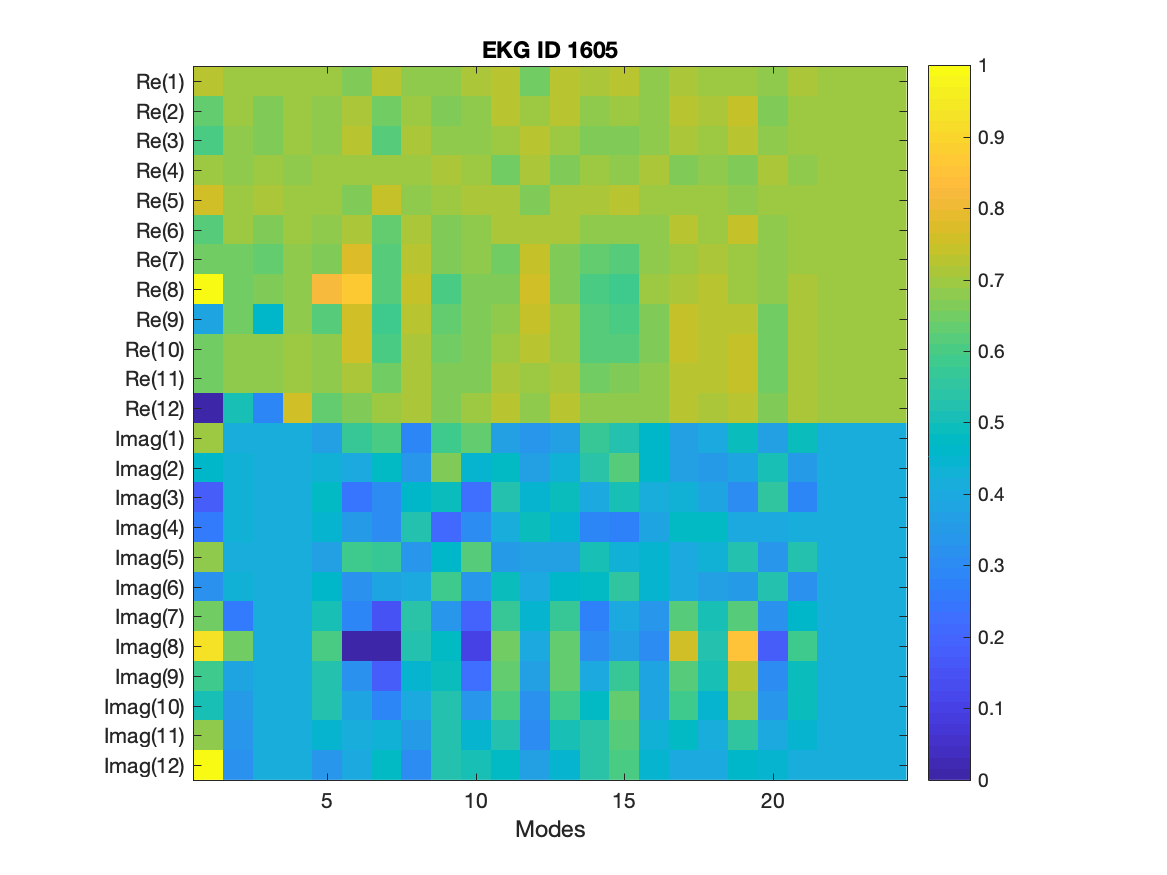 EKG ID 1605
Re(1)
Re(2)
Re(3)
Re(4)
Re(5)
Re(6)
Re(7)
Re(8)
Re(9)
Re(10)
Re(11)
Re(12)
Imag(1)
Imag(2)
Imag(3)
Imag(4)
Imag(5)
Imag(6)
Imag(7)
Imag(8)
Imag(9)
Imag(10)
Imag(11)
Imag(12)
5 10 15 20
Modes
1
0.9
0.8
0.7
0.6
0.5
0.4
0.3
0.2
0.1
0